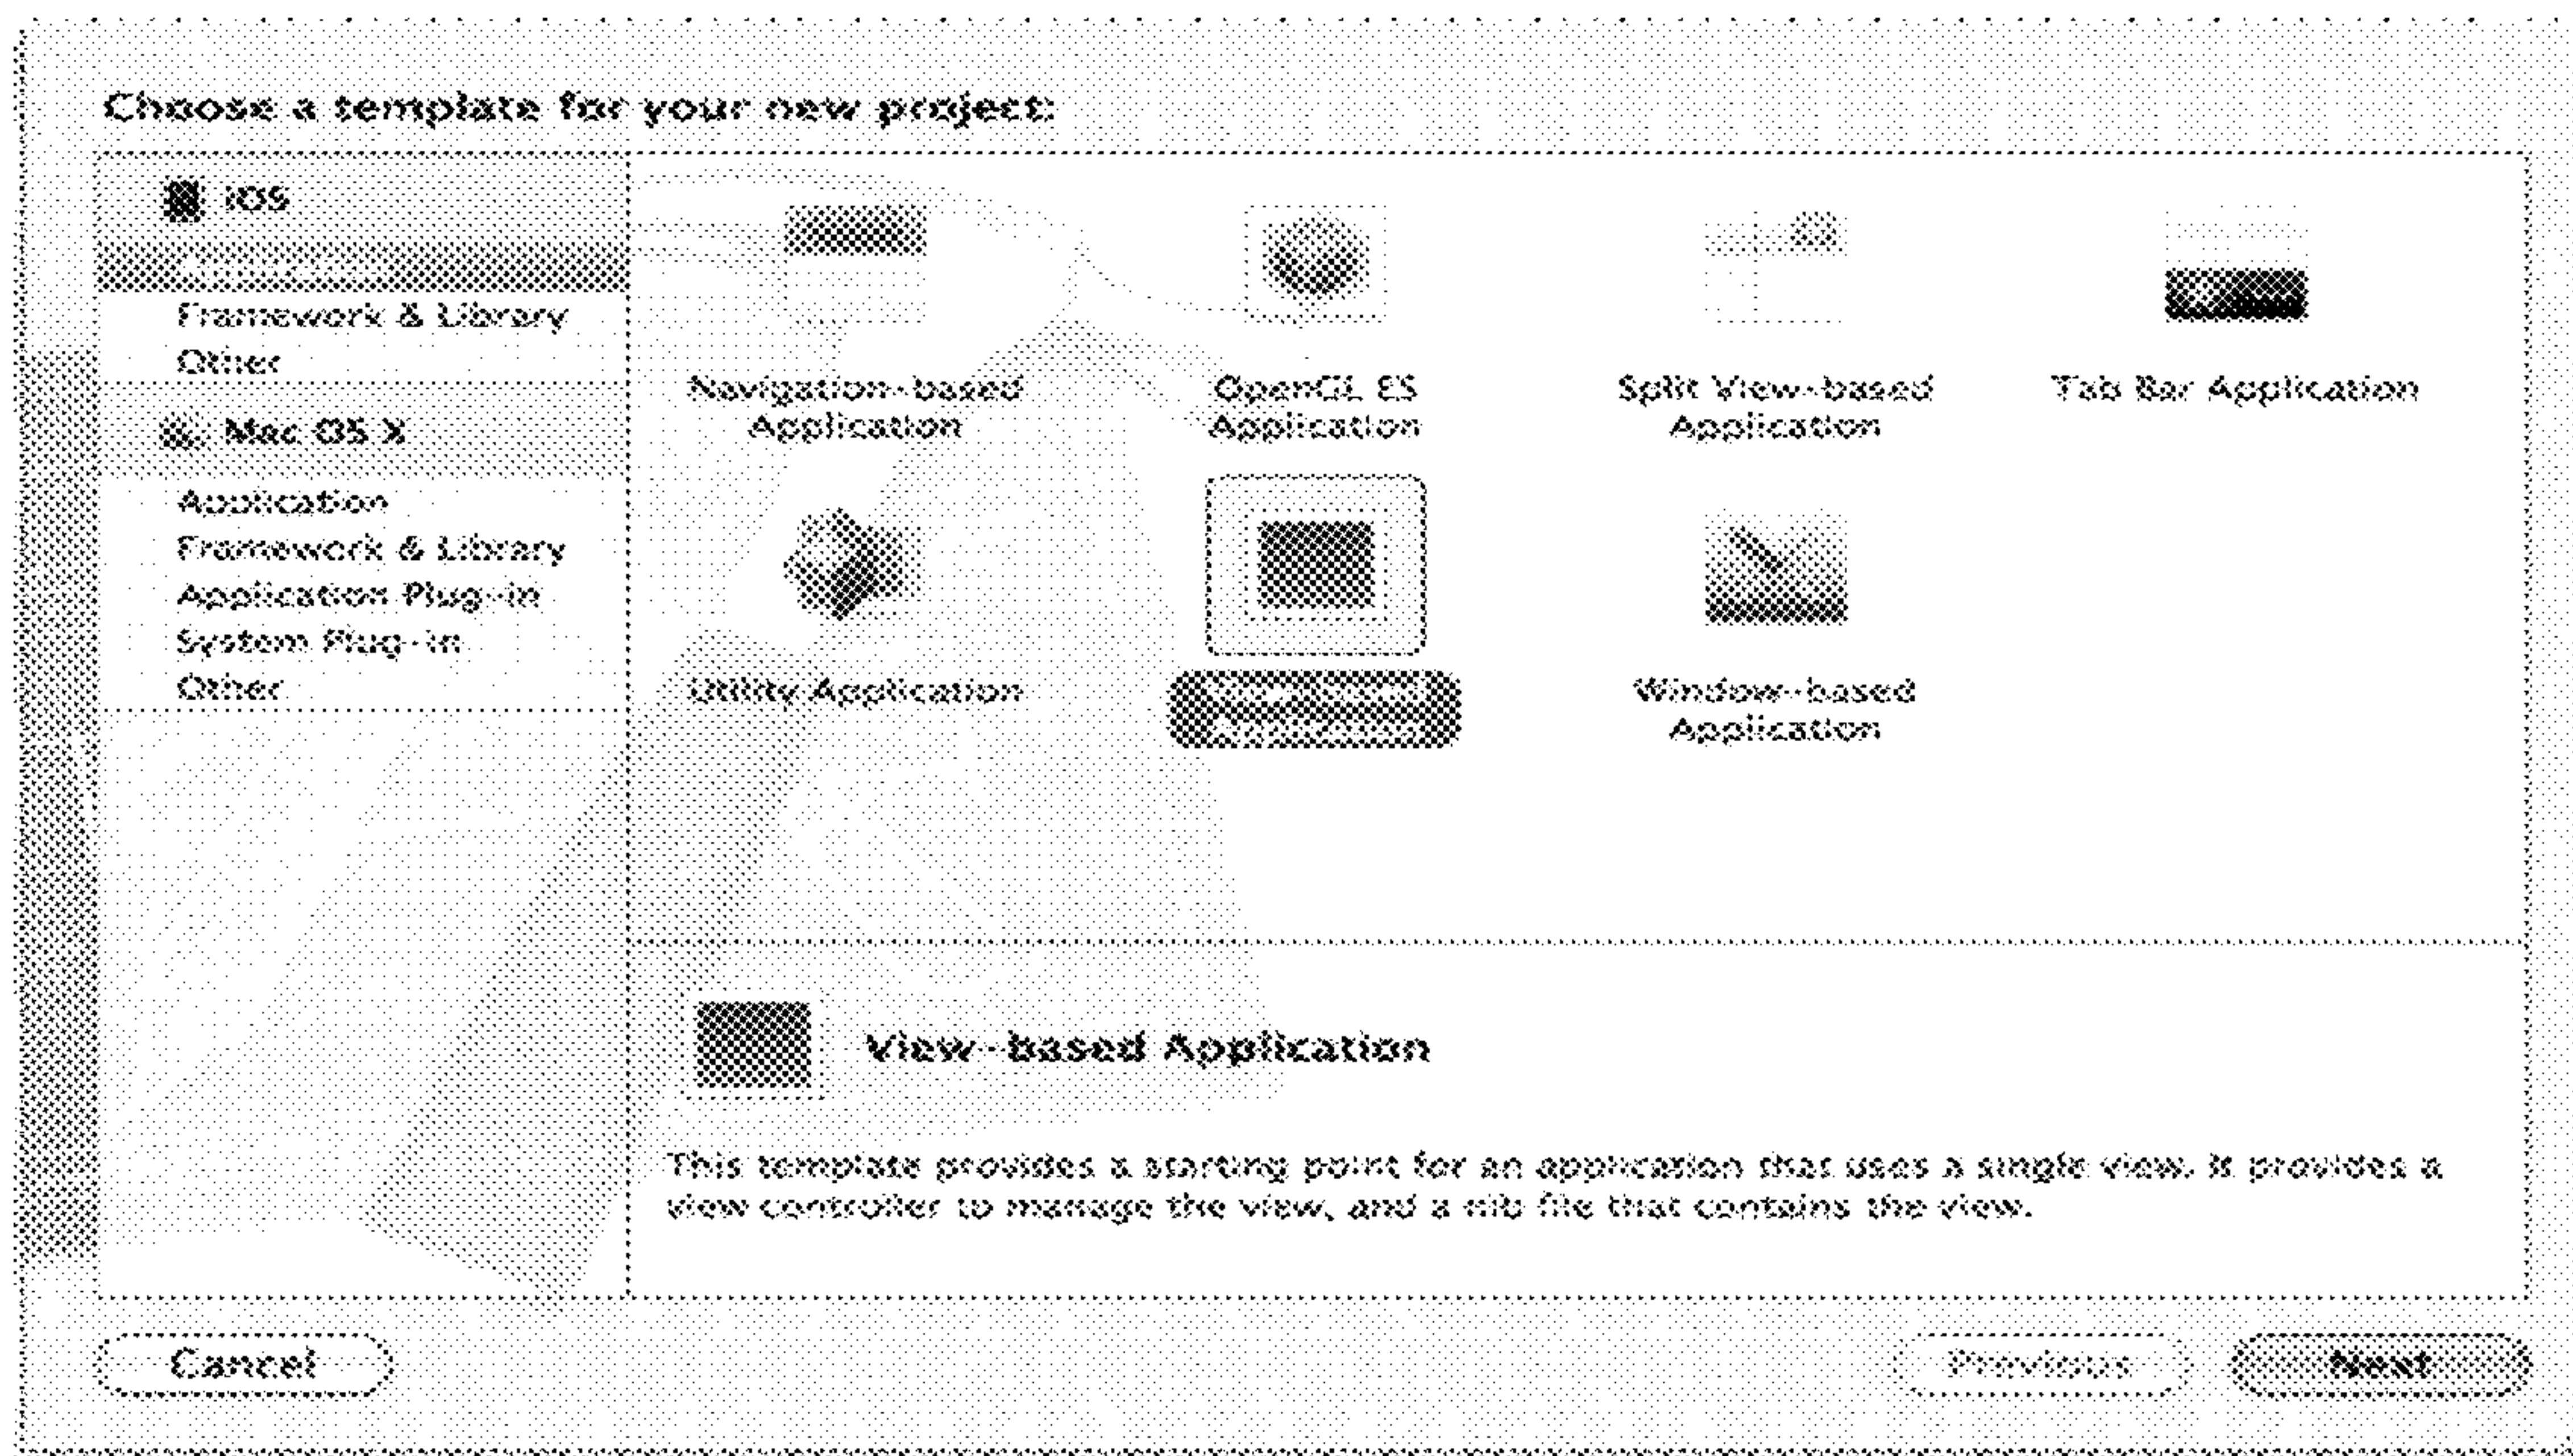 Choose a template for your new project:
iOS
Framework & Library
Other
Mac OS X
Application
Framework & Library
Application Plug-in
System Plug-in
Other
Navigation-based
Application
OpenGL ES
Application
Split View-based
Application
Tab Bar Application
Utility Application
Window-based
Application
View-based Application
This template provides a starting point for an application that uses a single view. It provides a
view controller to manage the view, and a nib file that contains the view.
Cancel
Previous
Next